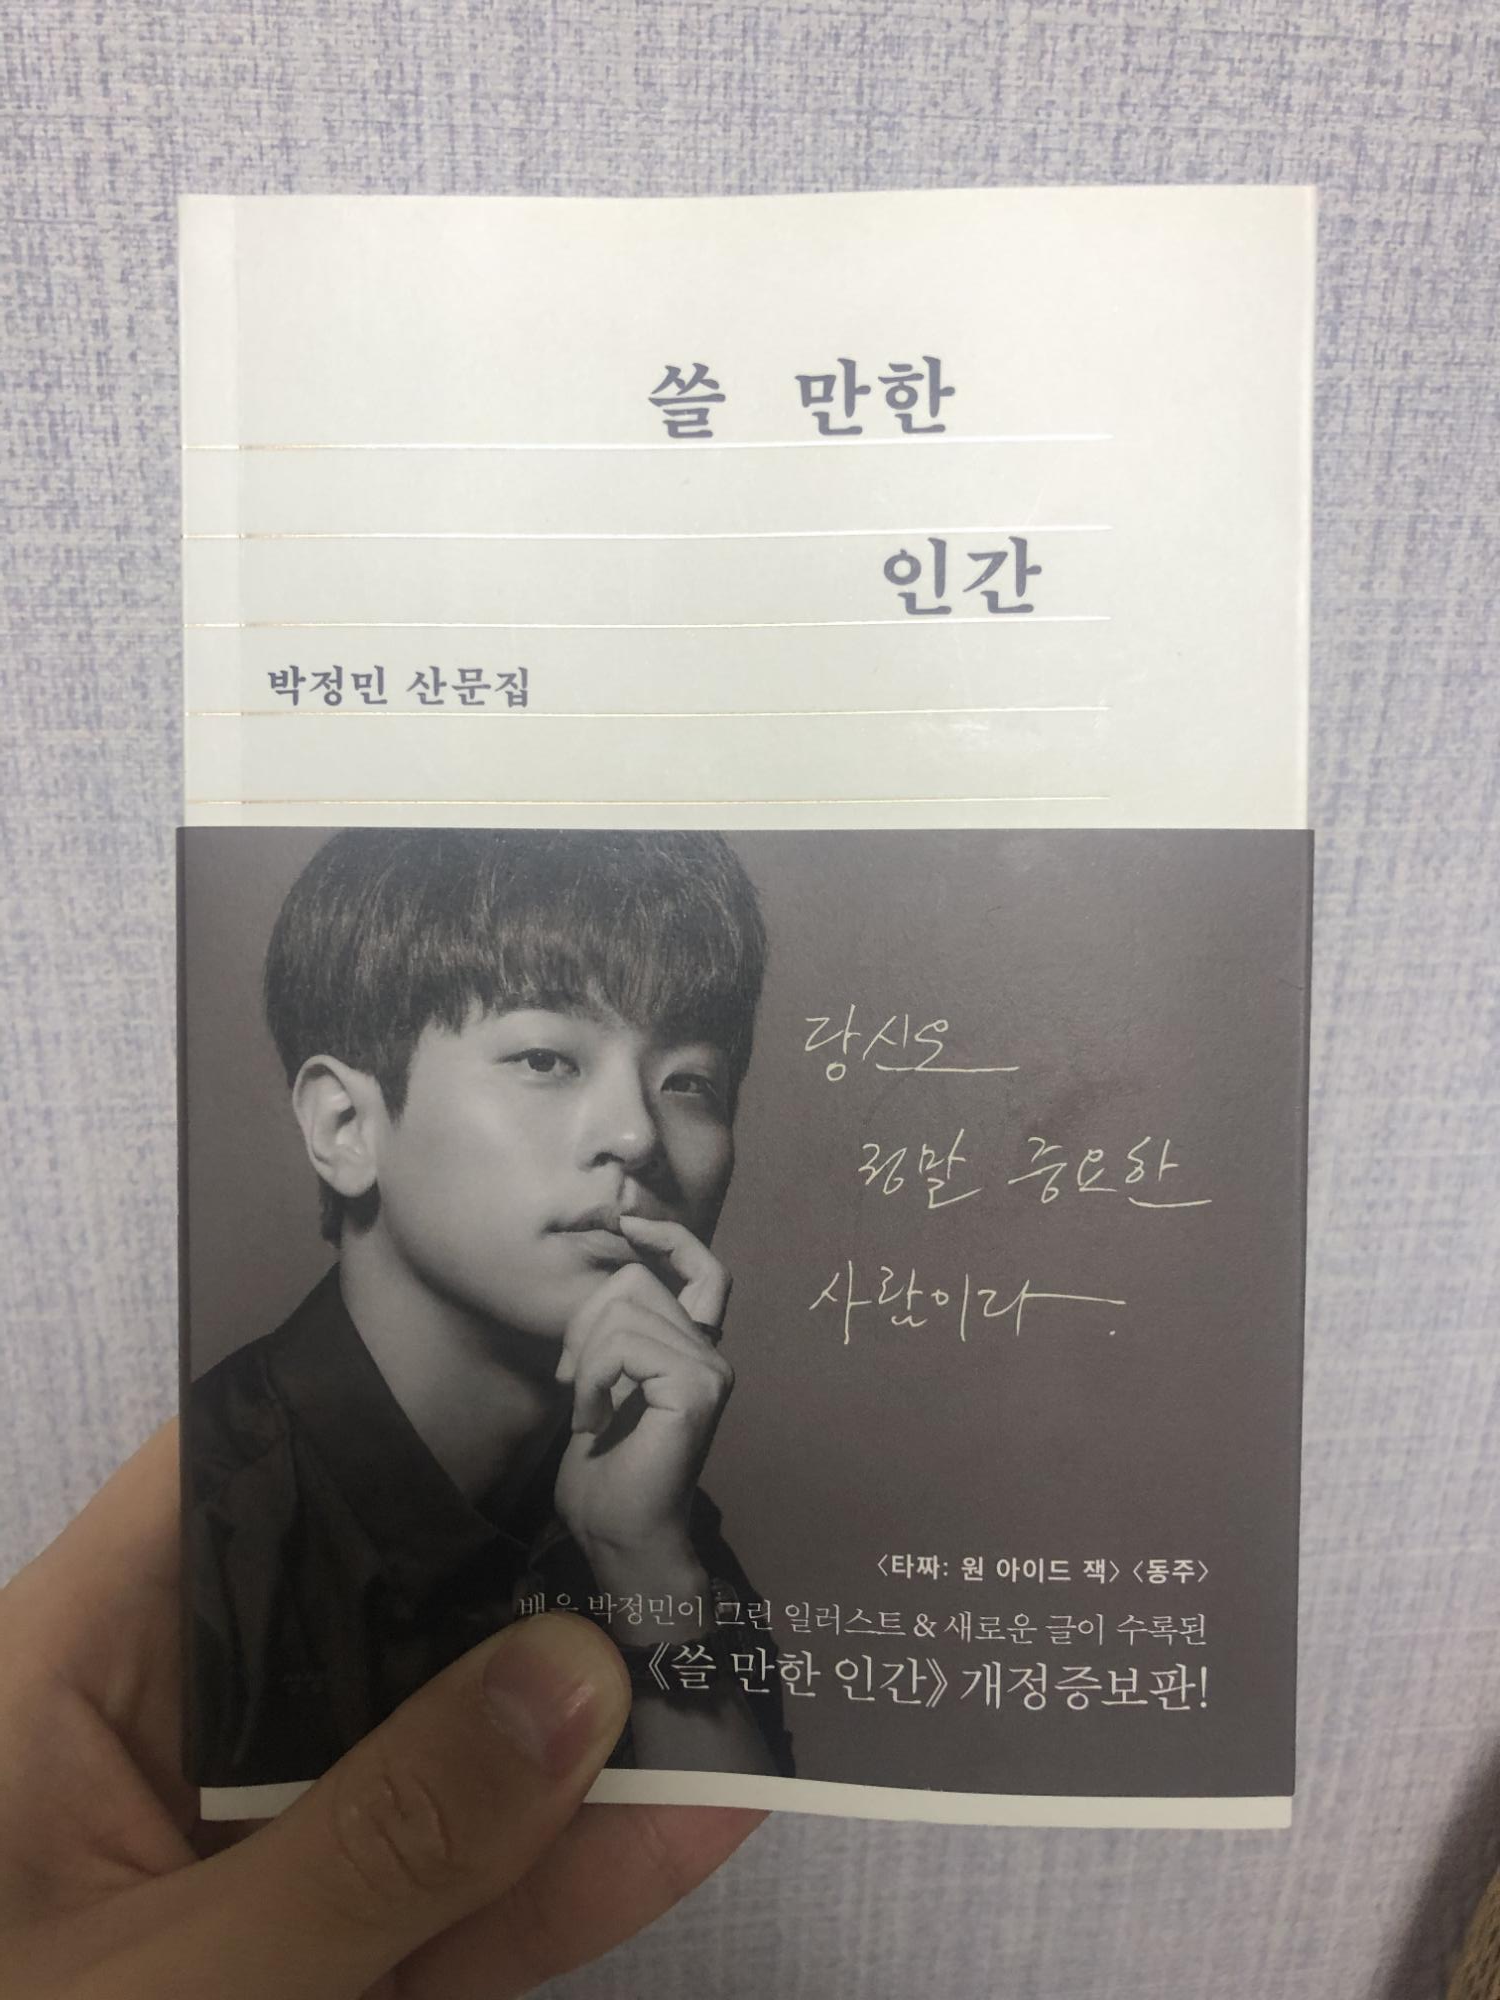 쓸 만한
인간
박정민 산문집
당신은
정말 중요한
사람이라.
<타짜: 원 아이드 잭> <동주>
배우 박정민이 그린 일러스트 & 새로운 글이 수록된
《쓸 만한 인간》 개정증보판!